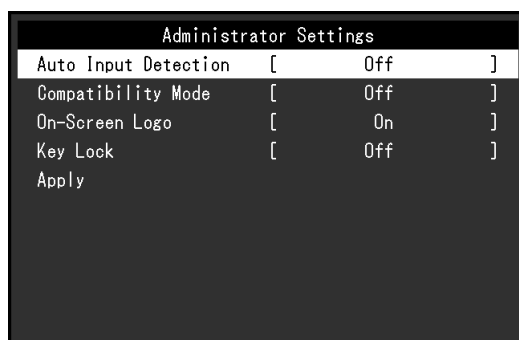 Administrator Settings
Auto Input Detection [ Off ]
Compatibility Mode [ Off ]
On-Screen Logo [ On ]
Key Lock [ Off ]
Apply